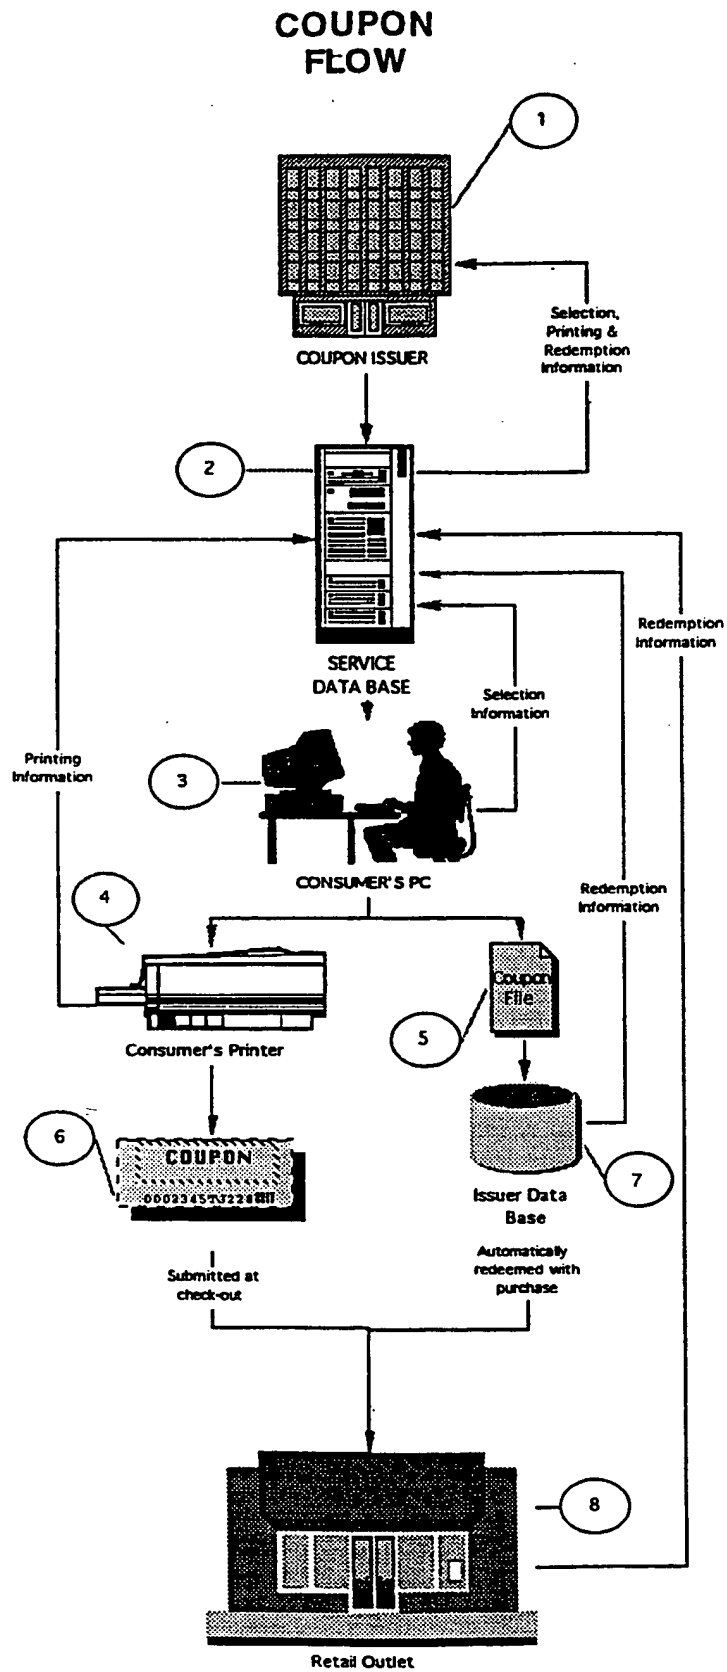 COUPON
FLOW
1
Selection,
Printing &
Redemption
Information
COUPON ISSUER
2
Redemption
Information
SERVICE
DATA BASE
Selection
Information
Printing
Information
3
CONSUMER'S PC
Redemption
Information
4
Coupon
File
5
Consumer's Printer
6
COUPON
7
Issuer Data
Base
Automatically
redeemed with
purchase
Submitted at
check-out
8
Retail Outlet